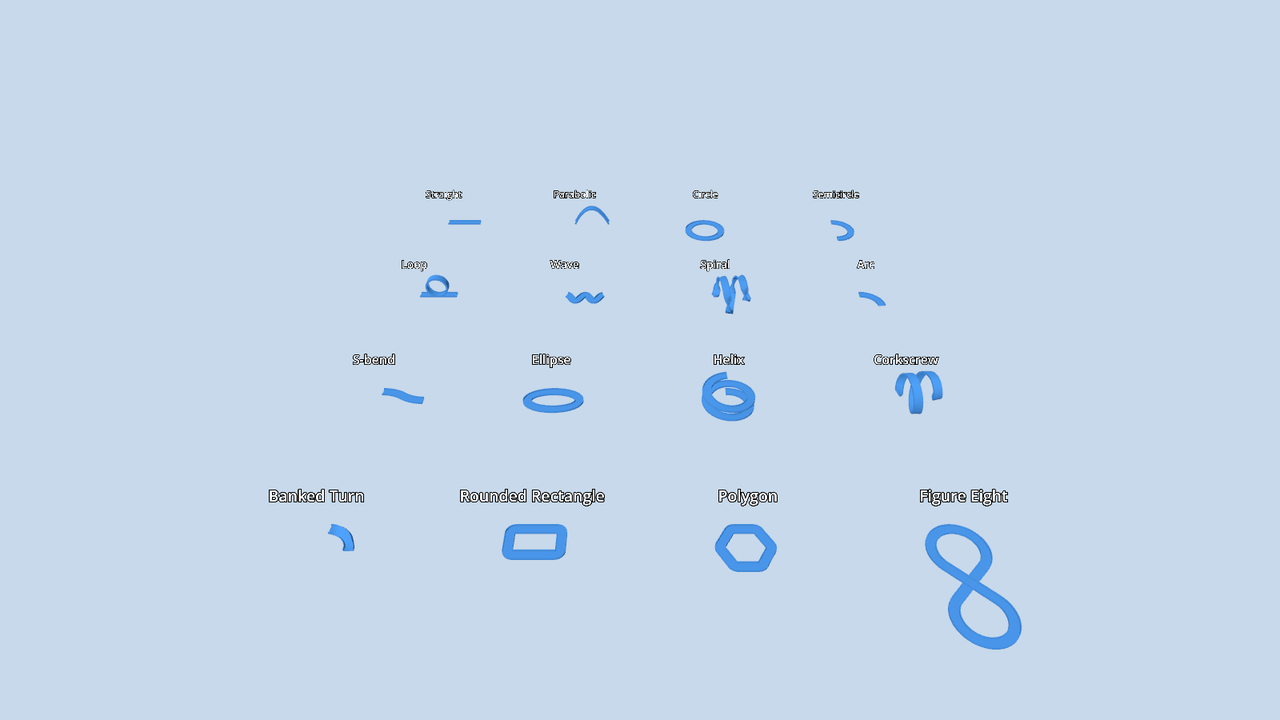 Straight
Parabolic
Circle
Semicircle
Loop
Wave
Spiral
Arc
S-bend
Ellipse
Helix
Corkscrew
Banked Turn
Rounded Rectangle
Polygon
Figure Eight